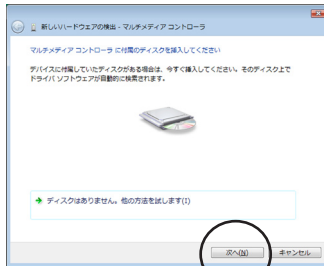 新しいハードウェアの検出 - マルチメディア コントローラ
マルチメディア コントローラ に付属のディスクを挿入してください
デバイスに付属していたディスクがある場合は、今すぐ挿入してください。そのディスク上で
ドライバ ソフトウェアが自動的に検索されます。
ディスクはありません。他の方法を試します(I)
次へ(N)
キャンセル